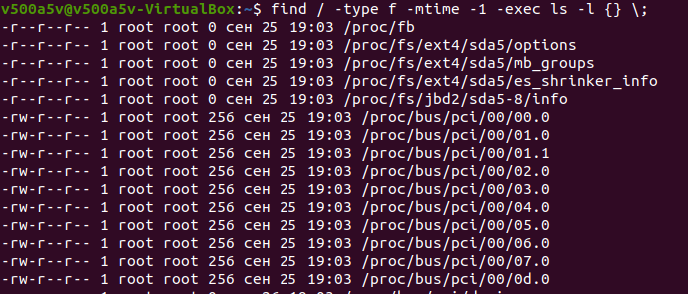 v500a5v@v500a5v-VirtualBox:~$ find / -type f -mtime -1 -exec ls -l {} \;
-r--r--r-- 1 root root 0 сен 25 19:03 /proc/fb
-r--r--r-- 1 root root 0 сен 25 19:03 /proc/fs/ext4/sda5/options
-r--r--r-- 1 root root 0 сен 25 19:03 /proc/fs/ext4/sda5/mb_groups
-r--r--r-- 1 root root 0 сен 25 19:03 /proc/fs/ext4/sda5/es_shrinker_info
-r--r--r-- 1 root root 0 сен 25 19:03 /proc/fs/jbd2/sda5-8/info
-rw-r--r-- 1 root root 256 сен 25 19:03 /proc/bus/pci/00/00.0
-rw-r--r-- 1 root root 256 сен 25 19:03 /proc/bus/pci/00/01.0
-rw-r--r-- 1 root root 256 сен 25 19:03 /proc/bus/pci/00/01.1
-rw-r--r-- 1 root root 256 сен 25 19:03 /proc/bus/pci/00/02.0
-rw-r--r-- 1 root root 256 сен 25 19:03 /proc/bus/pci/00/03.0
-rw-r--r-- 1 root root 256 сен 25 19:03 /proc/bus/pci/00/04.0
-rw-r--r-- 1 root root 256 сен 25 19:03 /proc/bus/pci/00/05.0
-rw-r--r-- 1 root root 256 сен 25 19:03 /proc/bus/pci/00/06.0
-rw-r--r-- 1 root root 256 сен 25 19:03 /proc/bus/pci/00/07.0
-rw-r--r-- 1 root root 256 сен 25 19:03 /proc/bus/pci/00/0d.0